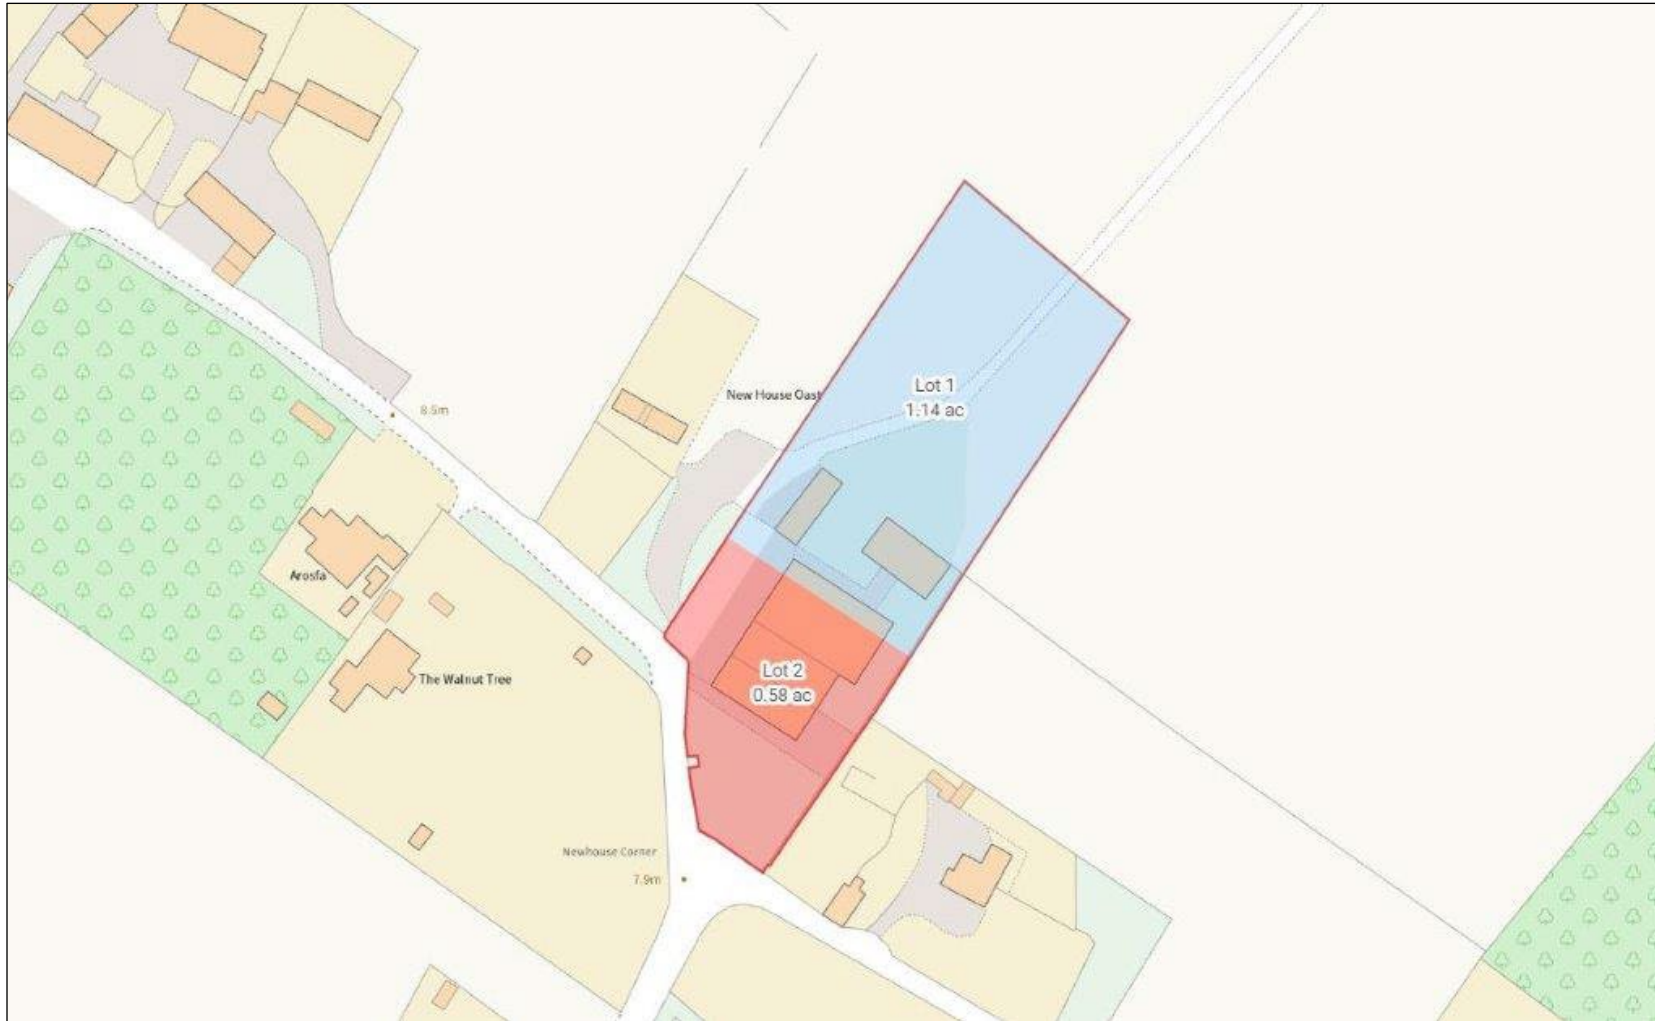 New House Oast
Lot 1
1.14 ac
8.5m
Arosfa
Lot 2
0.58 ac
The Walnut Tree
Newhouse Corner
7.9m